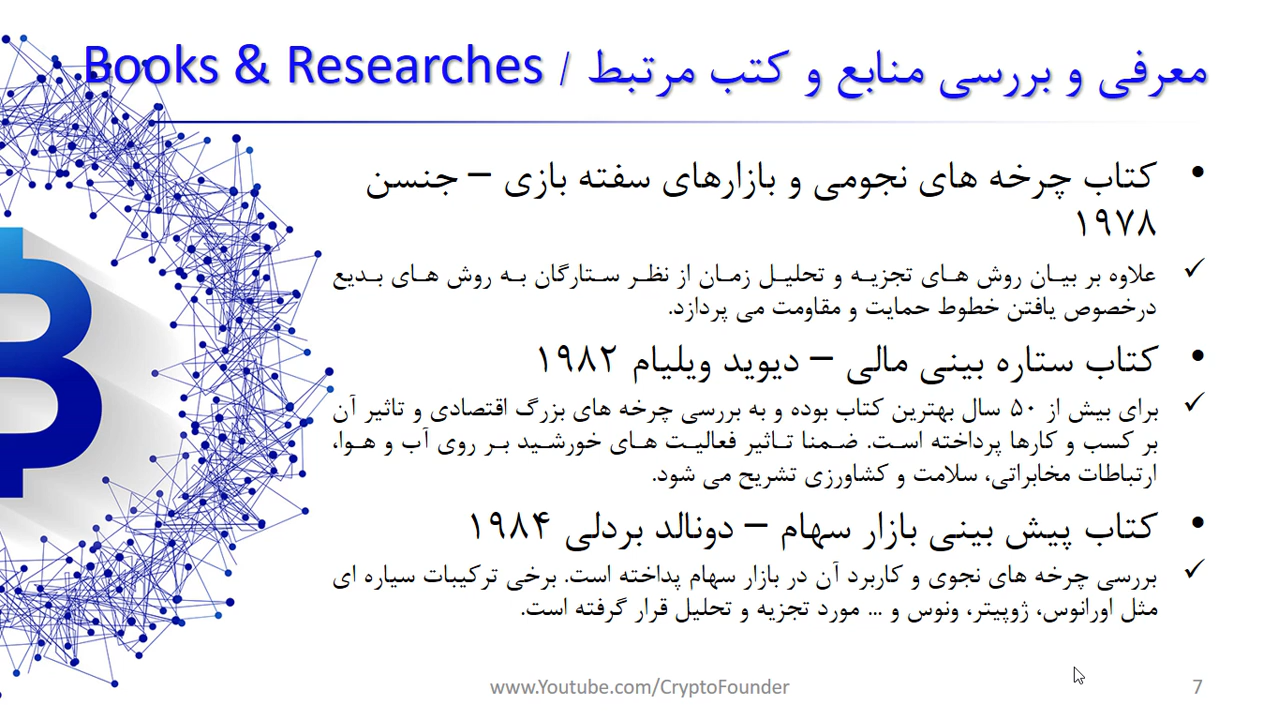 معرفی و بررسی منابع و کتب مرتبط / Books & Researches
• کتاب چرخه های نجومی و بازارهای سفته بازی – جنسن
۱۹۷۸
✓ علاوه بر بیان روش های تجزیه و تحلیل زمان از نظر ستارگان به روش های بدیع
درخصوص یافتن خطوط حمایت و مقاومت می پردازد.
• کتاب ستاره بینی مالی – دیوید ویلیام ۱۹۸۲
✓ برای بیش از ۵۰ سال بهترین کتاب بوده و به بررسی چرخه های بزرگ اقتصادی و تاثیر آن
بر کسب و کارها پرداخته است. ضمنا تاثیر فعالیت های خورشید بر روی آب و هوا،
ارتباطات مخابراتی، سلامت و کشاورزی تشریح می شود.
• کتاب پیش بینی بازار سهام – دونالد بردلی ۱۹۸۴
✓ بررسی چرخه های نجوی و کاربرد آن در بازار سهام پداخته است. برخی ترکیبات سیاره ای
مثل اورانوس، ژوپیتر، ونوس و ... مورد تجزیه و تحلیل قرار گرفته است.
www.Youtube.com/CryptoFounder
7